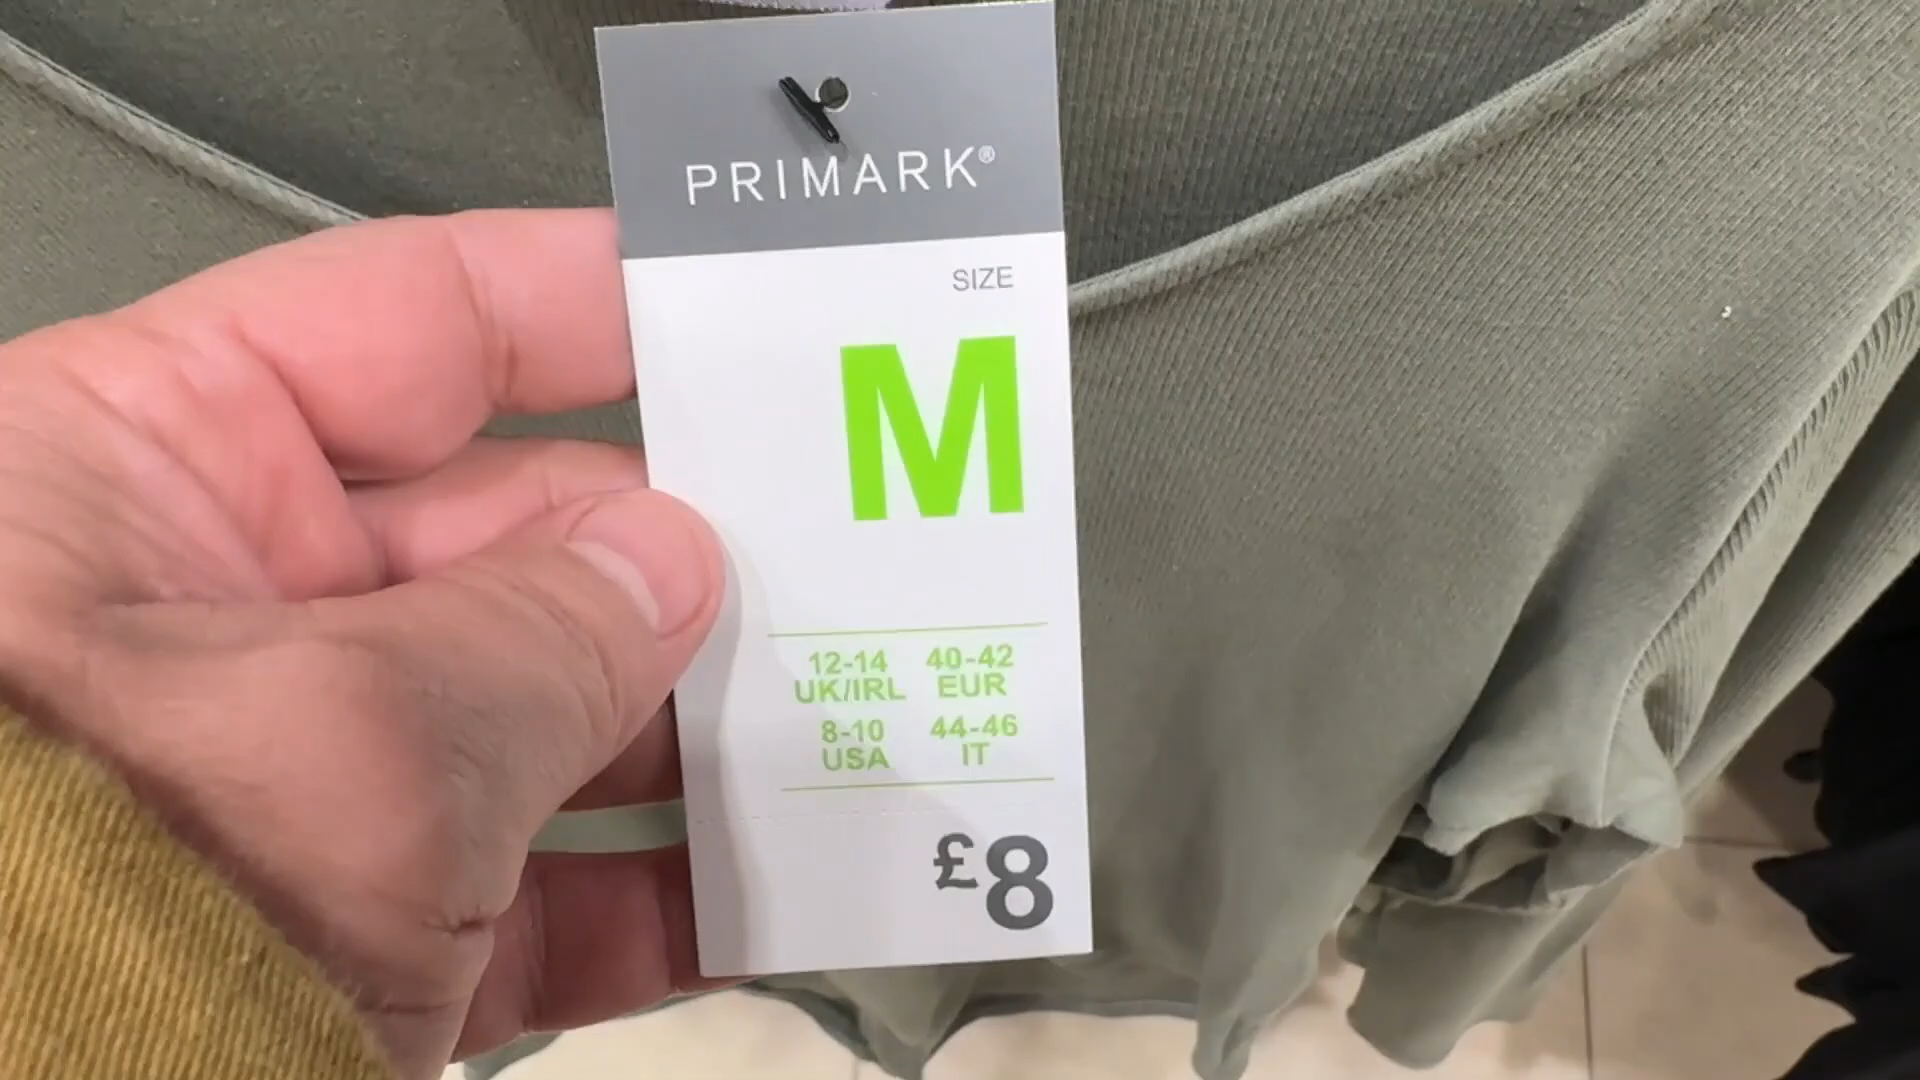 PRIMARK®
SIZE
M
12-14 40-42
UK/IRL EUR
8-10 44-46
USA IT
£8